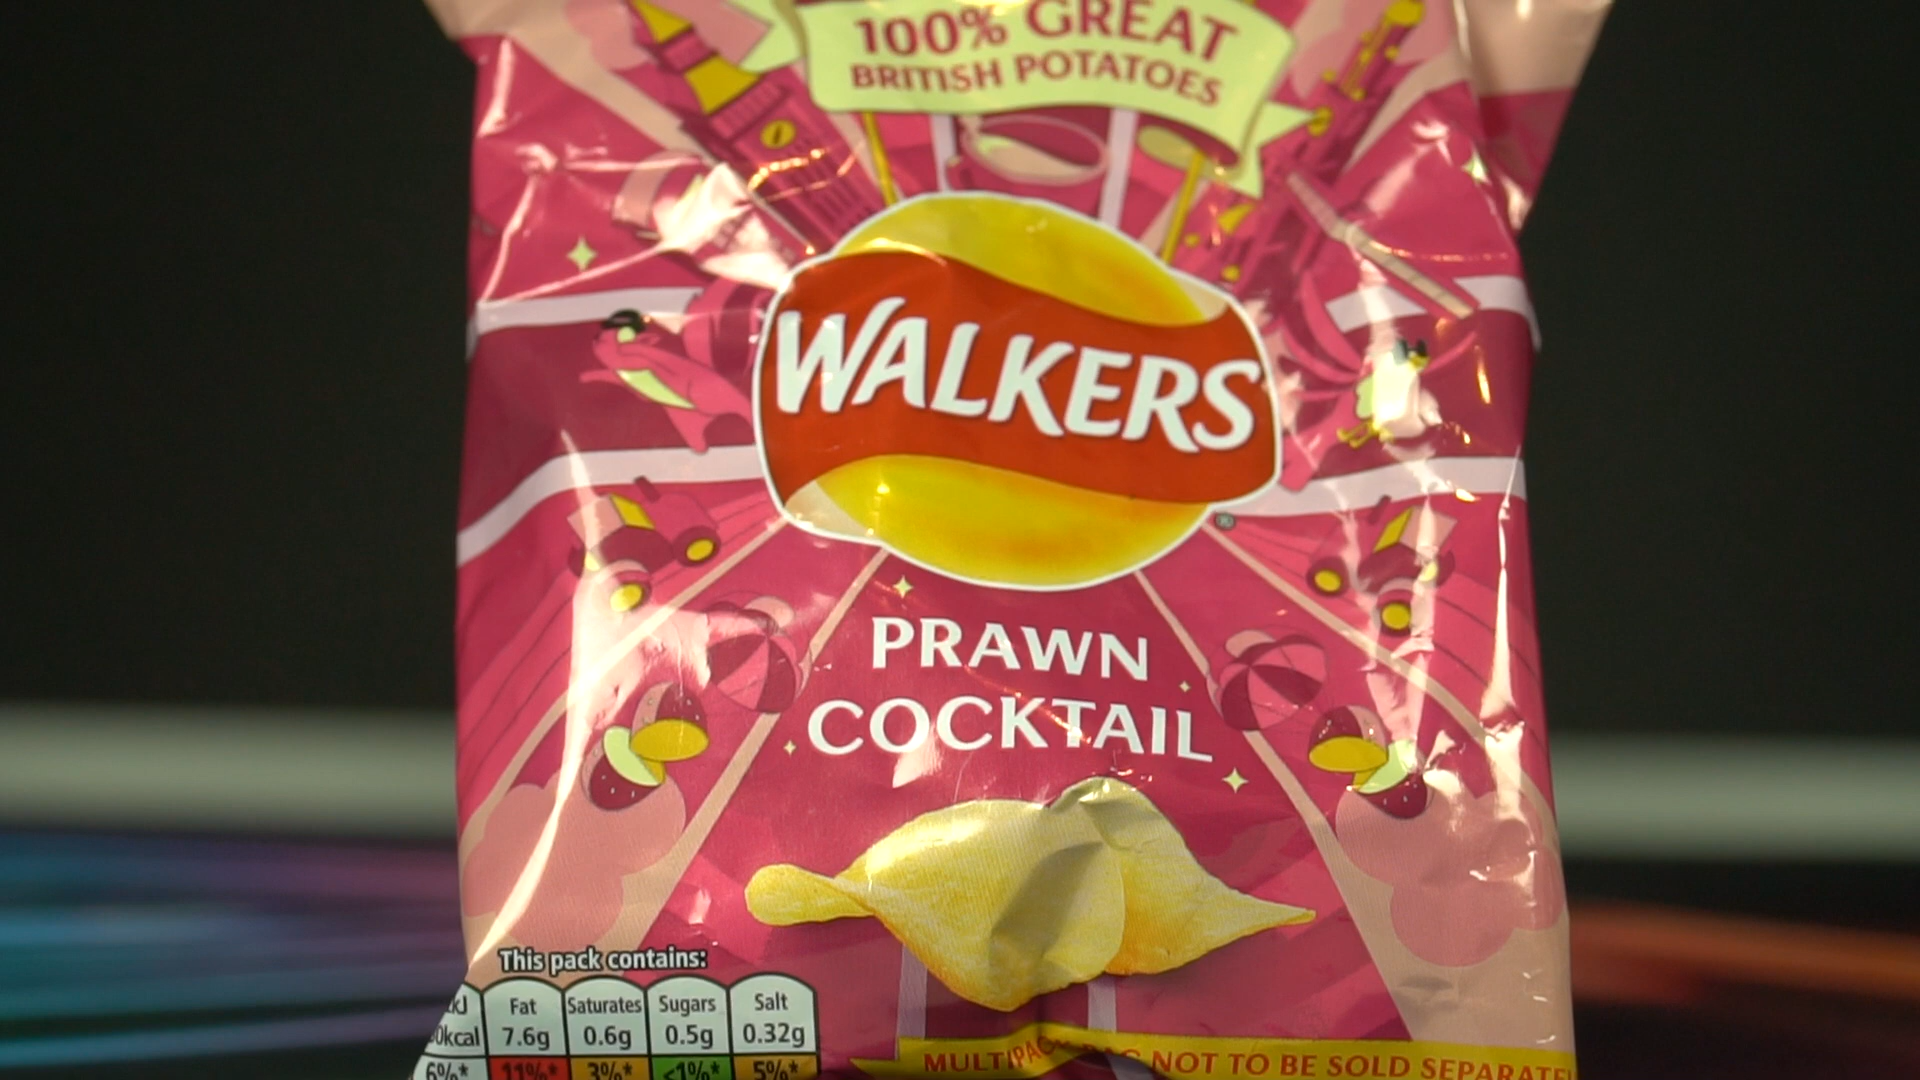 100% GREAT
BRITISH POTATOES
WALKERS
®
PRAWN
COCKTAIL
This pack contains:
Fat Saturates Sugars Salt
7.6g 0.6g 0.5g 0.32g
6%* 11%* 3%* <1%* 5%*
NOT TO BE SOLD